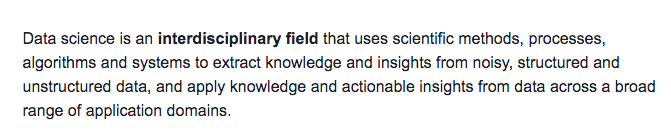 Data science is an interdisciplinary field that uses scientific methods, processes,
algorithms and systems to extract knowledge and insights from noisy, structured and
unstructured data, and apply knowledge and actionable insights from data across a broad
range of application domains.